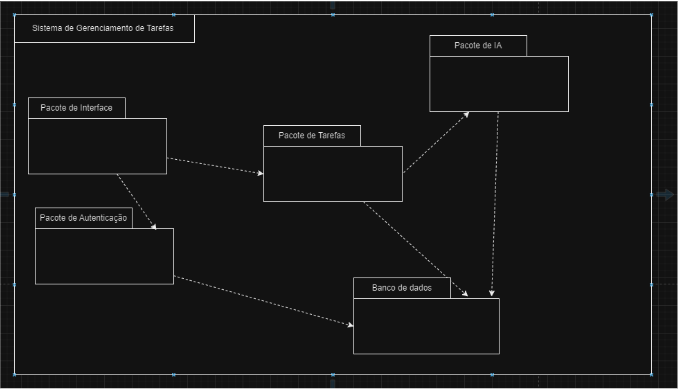 Sistema de Gerenciamento de Tarefas
Pacote de IA
Pacote de Interface
Pacote de Tarefas
Pacote de Autenticação
Banco de dados